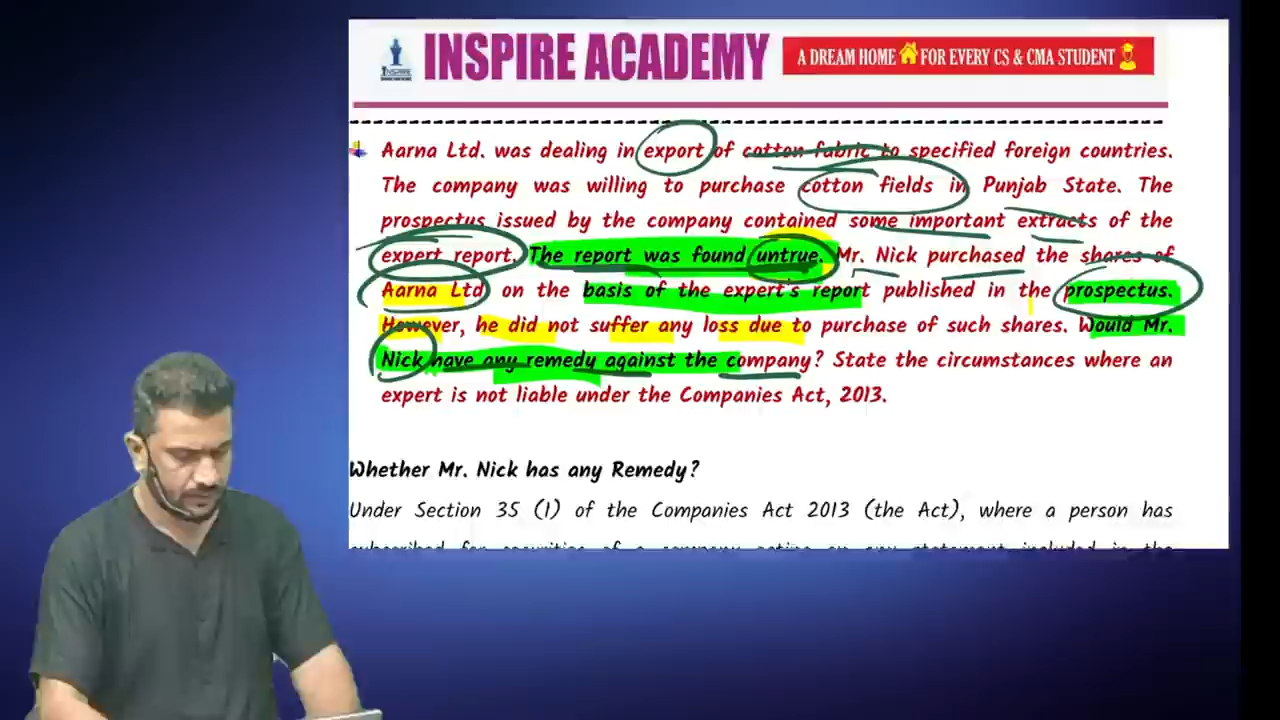 INSPIRE ACADEMY
A DREAM HOME FOR EVERY CS & CMA STUDENT
INSPIRE
Aarna Ltd. was dealing in export of cotton fabric to specified foreign countries.
The company was willing to purchase cotton fields in Punjab State. The
prospectus issued by the company contained some important extracts of the
expert report. The report was found untrue. Mr. Nick purchased the shares of
Aarna Ltd on the basis of the expert's report published in the prospectus.
However, he did not suffer any loss due to purchase of such shares. Would Mr.
Nick have any remedy against the company? State the circumstances where an
expert is not liable under the Companies Act, 2013.
Whether Mr. Nick has any Remedy?
Under Section 35 (1) of the Companies Act 2013 (the Act), where a person has